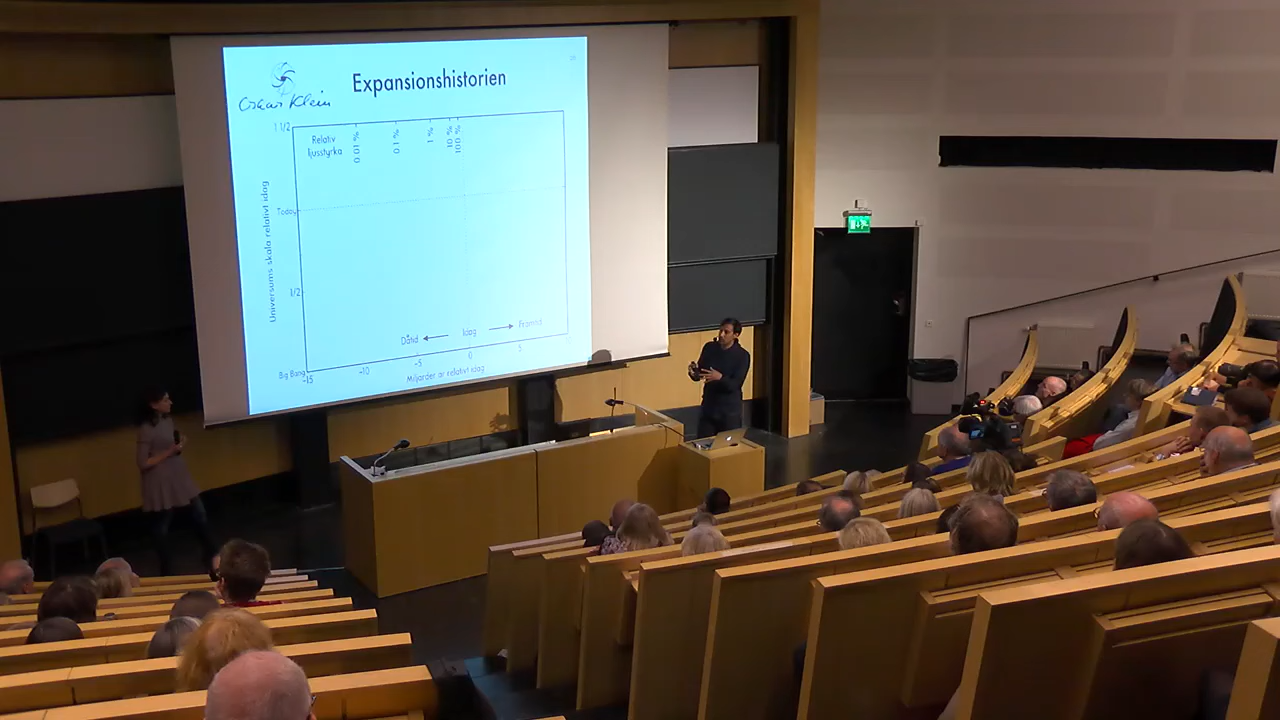 Expansionshistorien
Oskar Klein
1 1/2
Relativ
ljusstyrka
0.01 %
0.1 %
1 %
10 %
100 %
Universums skala relativt idag
Today
1/2
Dåtid
Idag
Framtid
Big Bang
-15
-10
-5
0
5
Miljarder år relativt idag